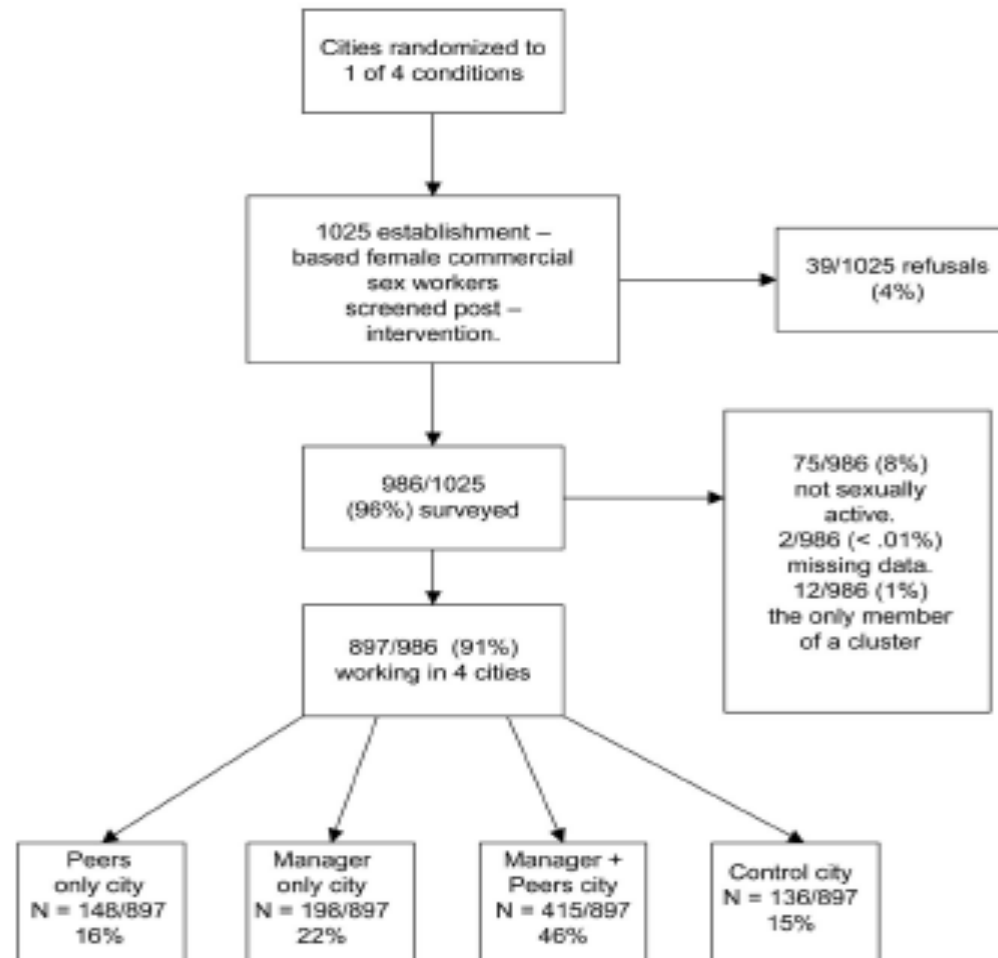 Cities randomized to
1 of 4 conditions
1025 establishment –
based female commercial
sex workers
screened post –
intervention.
39/1025 refusals
(4%)
986/1025
(96%) surveyed
75/986 (8%)
not sexually
active.
2/986 (< .01%)
missing data.
12/986 (1%)
the only member
of a cluster
897/986 (91%)
working in 4 cities
Peers
only city
N = 148/897
16%
Manager
only city
N = 198/897
22%
Manager +
Peers city
N = 415/897
46%
Control city
N = 136/897
15%